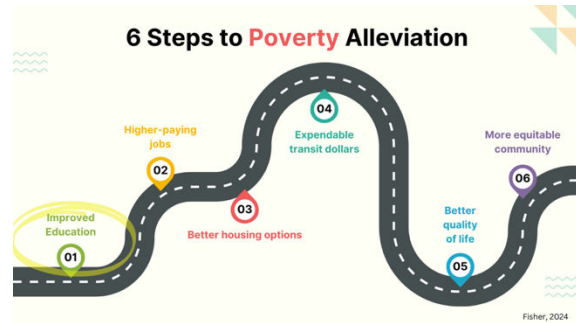 6 Steps to Poverty Alleviation
Improved
Education
01
Higher-paying
jobs
02
03
Better housing options
04
Expendable
transit dollars
Better
quality
of life
05
More equitable
community
06
Fisher, 2024